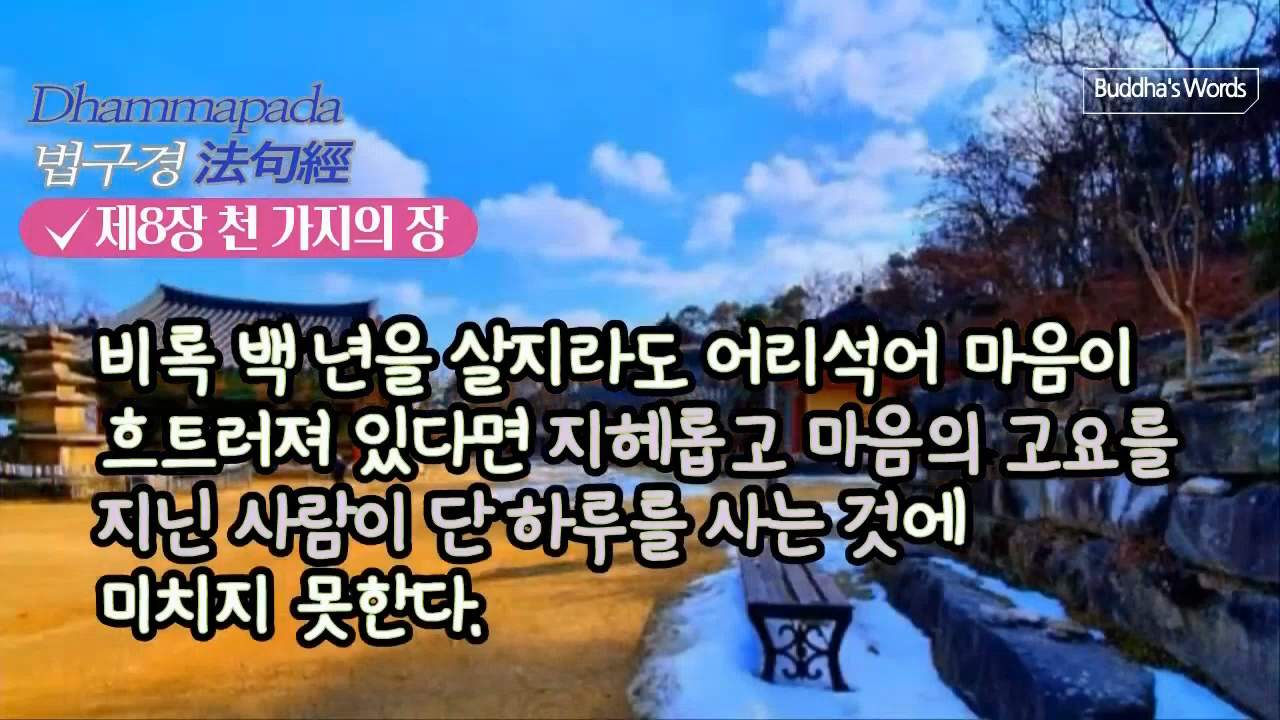 Buddha's Words
Dhammapada
법구경 法句經
제8장 천 가지의 장
비록 백 년을 살지라도 어리석어 마음이
흐트러져 있다면 지혜롭고 마음의 고요를
지닌 사람이 단 하루를 사는 것에
미치지 못한다.